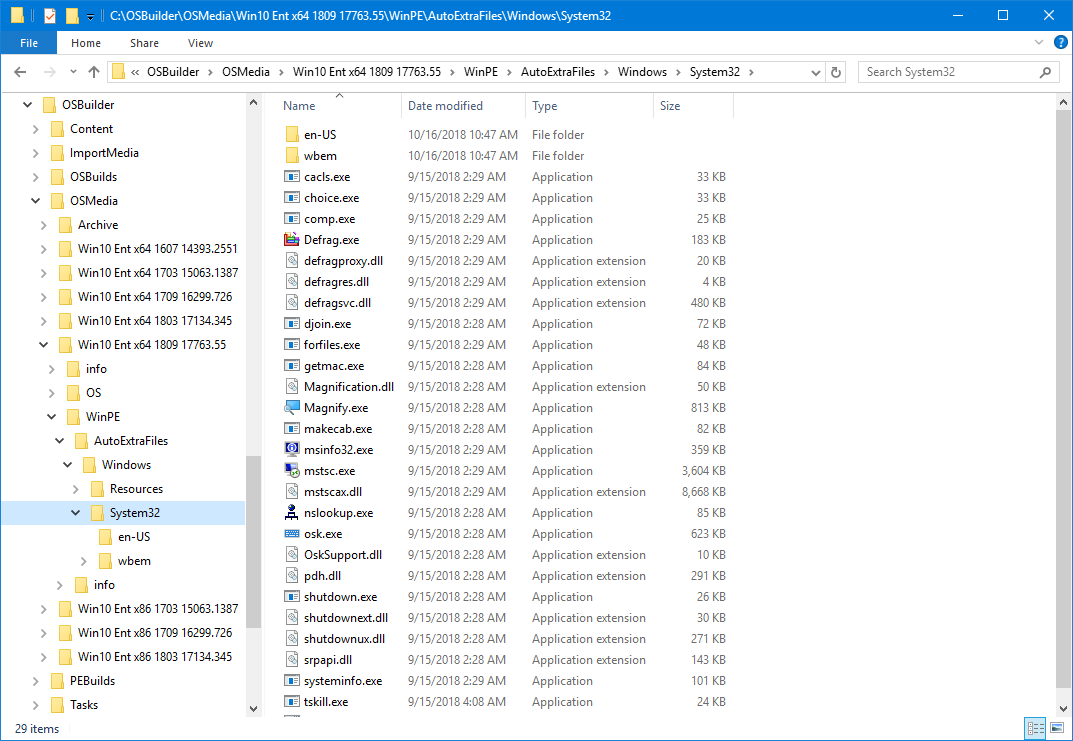 C:\OSBuilder\OSMedia\Win10 Ent x64 1809 17763.55\WinPE\AutoExtraFiles\Windows\System32
File Home Share View
« OSBuilder > OSMedia > Win10 Ent x64 1809 17763.55 > WinPE > AutoExtraFiles > Windows > System32 >
Search System32
OSBuilder
Content
ImportMedia
OSBuilds
OSMedia
Archive
Win10 Ent x64 1607 14393.2551
Win10 Ent x64 1703 15063.1387
Win10 Ent x64 1709 16299.726
Win10 Ent x64 1803 17134.345
Win10 Ent x64 1809 17763.55
info
OS
WinPE
AutoExtraFiles
Windows
Resources
System32
en-US
wbem
info
Win10 Ent x86 1703 15063.1387
Win10 Ent x86 1709 16299.726
Win10 Ent x86 1803 17134.345
PEBuilds
Tasks
Name Date modified Type Size
en-US 10/16/2018 10:47 AM File folder
wbem 10/16/2018 10:47 AM File folder
cacls.exe 9/15/2018 2:29 AM Application 33 KB
choice.exe 9/15/2018 2:29 AM Application 33 KB
comp.exe 9/15/2018 2:29 AM Application 25 KB
Defrag.exe 9/15/2018 2:29 AM Application 183 KB
defragproxy.dll 9/15/2018 2:29 AM Application extension 20 KB
defragres.dll 9/15/2018 2:29 AM Application extension 4 KB
defragsvc.dll 9/15/2018 2:29 AM Application extension 480 KB
djoin.exe 9/15/2018 2:28 AM Application 72 KB
forfiles.exe 9/15/2018 2:28 AM Application 48 KB
getmac.exe 9/15/2018 2:28 AM Application 84 KB
Magnification.dll 9/15/2018 2:28 AM Application extension 50 KB
Magnify.exe 9/15/2018 2:28 AM Application 813 KB
makecab.exe 9/15/2018 2:28 AM Application 82 KB
msinfo32.exe 9/15/2018 2:29 AM Application 359 KB
mstsc.exe 9/15/2018 2:29 AM Application 3,604 KB
mstscax.dll 9/15/2018 2:29 AM Application extension 8,668 KB
nslookup.exe 9/15/2018 2:28 AM Application 85 KB
osk.exe 9/15/2018 2:28 AM Application 623 KB
OskSupport.dll 9/15/2018 2:28 AM Application extension 10 KB
pdh.dll 9/15/2018 2:28 AM Application extension 291 KB
shutdown.exe 9/15/2018 2:28 AM Application 26 KB
shutdownext.dll 9/15/2018 2:28 AM Application extension 30 KB
shutdownux.dll 9/15/2018 2:28 AM Application extension 271 KB
srpapi.dll 9/15/2018 2:28 AM Application extension 143 KB
systeminfo.exe 9/15/2018 2:29 AM Application 101 KB
tskill.exe 9/15/2018 4:08 AM Application 24 KB
29 items